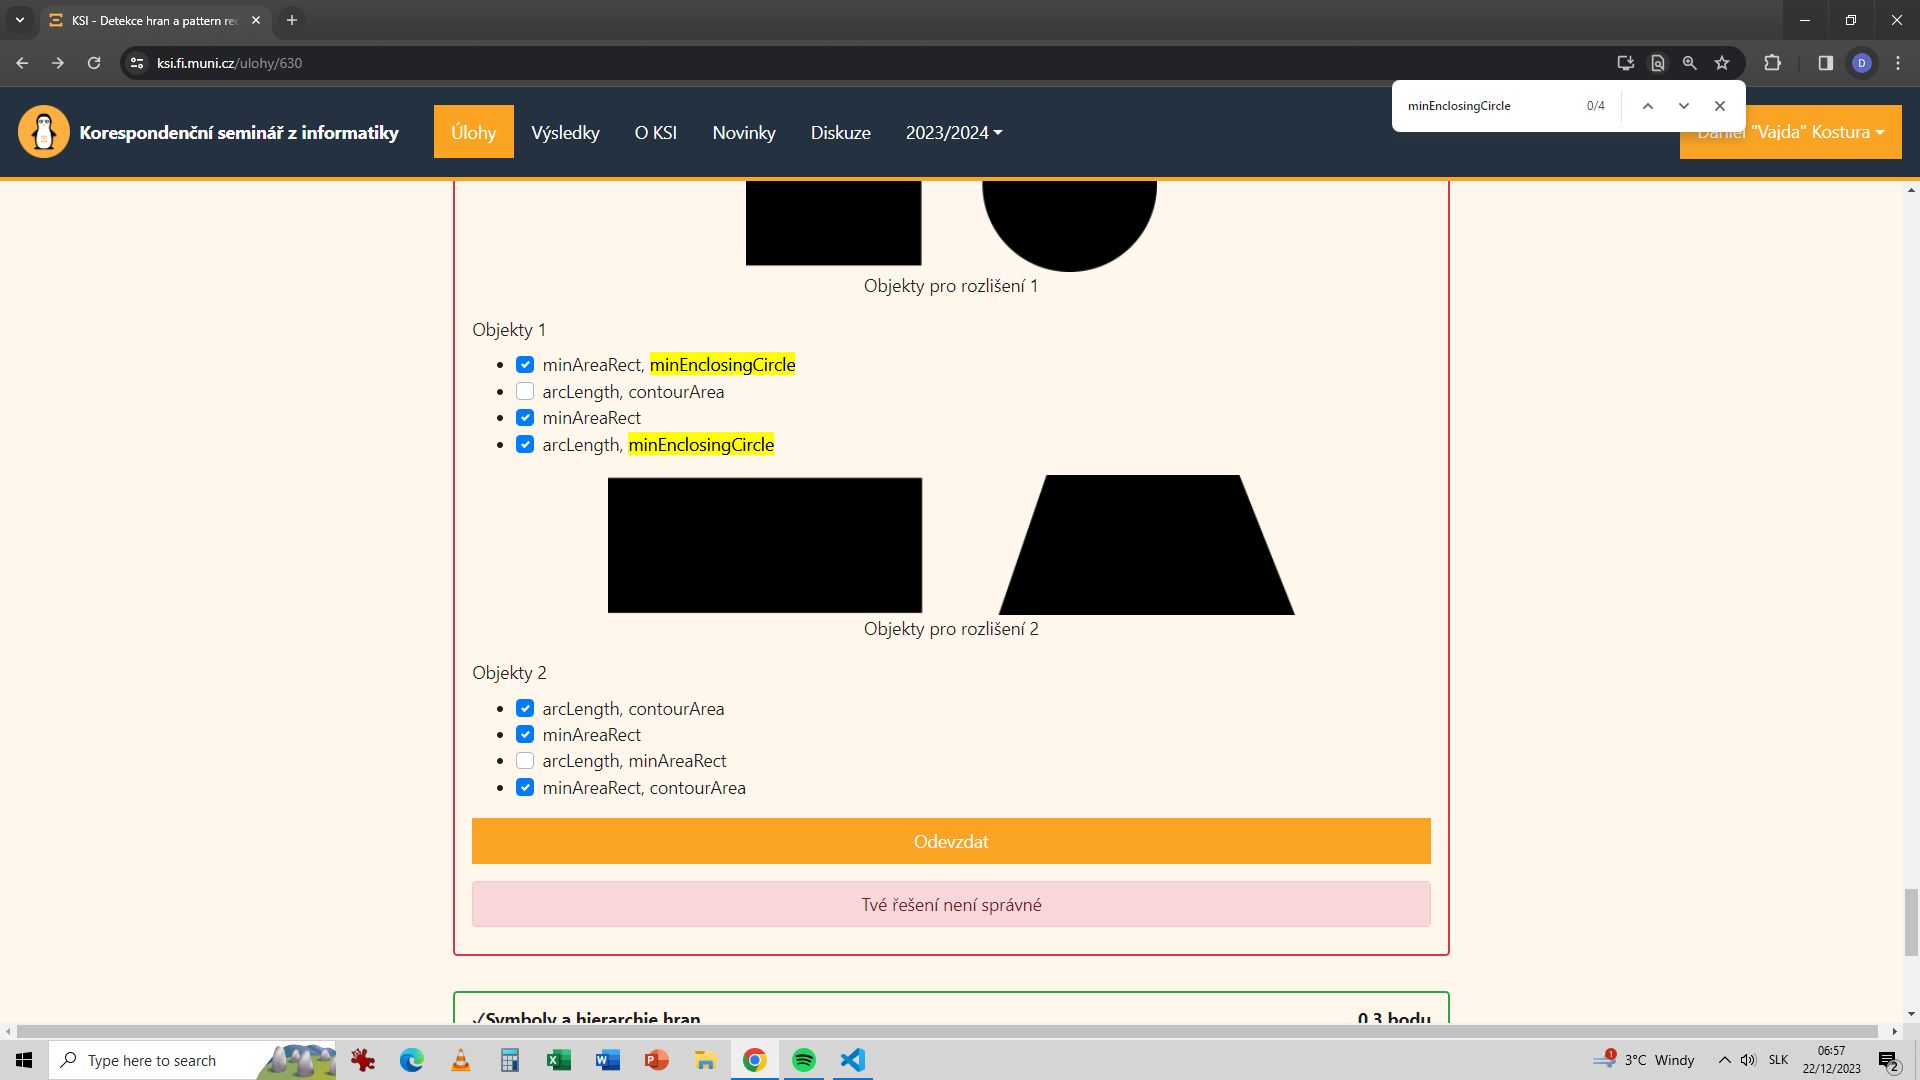 KSI - Detekce hran a pattern rec
ksi.fi.muni.cz/ulohy/630
D
minEnclosingCircle 0/4
Korespondenční seminář z informatiky Úlohy Výsledky O KSI Novinky Diskuze 2023/2024 Daniel "Vajda" Kostura
Objekty pro rozlišení 1
Objekty 1
minAreaRect, minEnclosingCircle
arcLength, contourArea
minAreaRect
arcLength, minEnclosingCircle
Objekty pro rozlišení 2
Objekty 2
arcLength, contourArea
minAreaRect
arcLength, minAreaRect
minAreaRect, contourArea
Odevzdat
Tvé řešení není správné
✓Symboly a hierarchie hran 0.3 bodu
Type here to search
1 3°C Windy SLK 06:57
22/12/2023 2